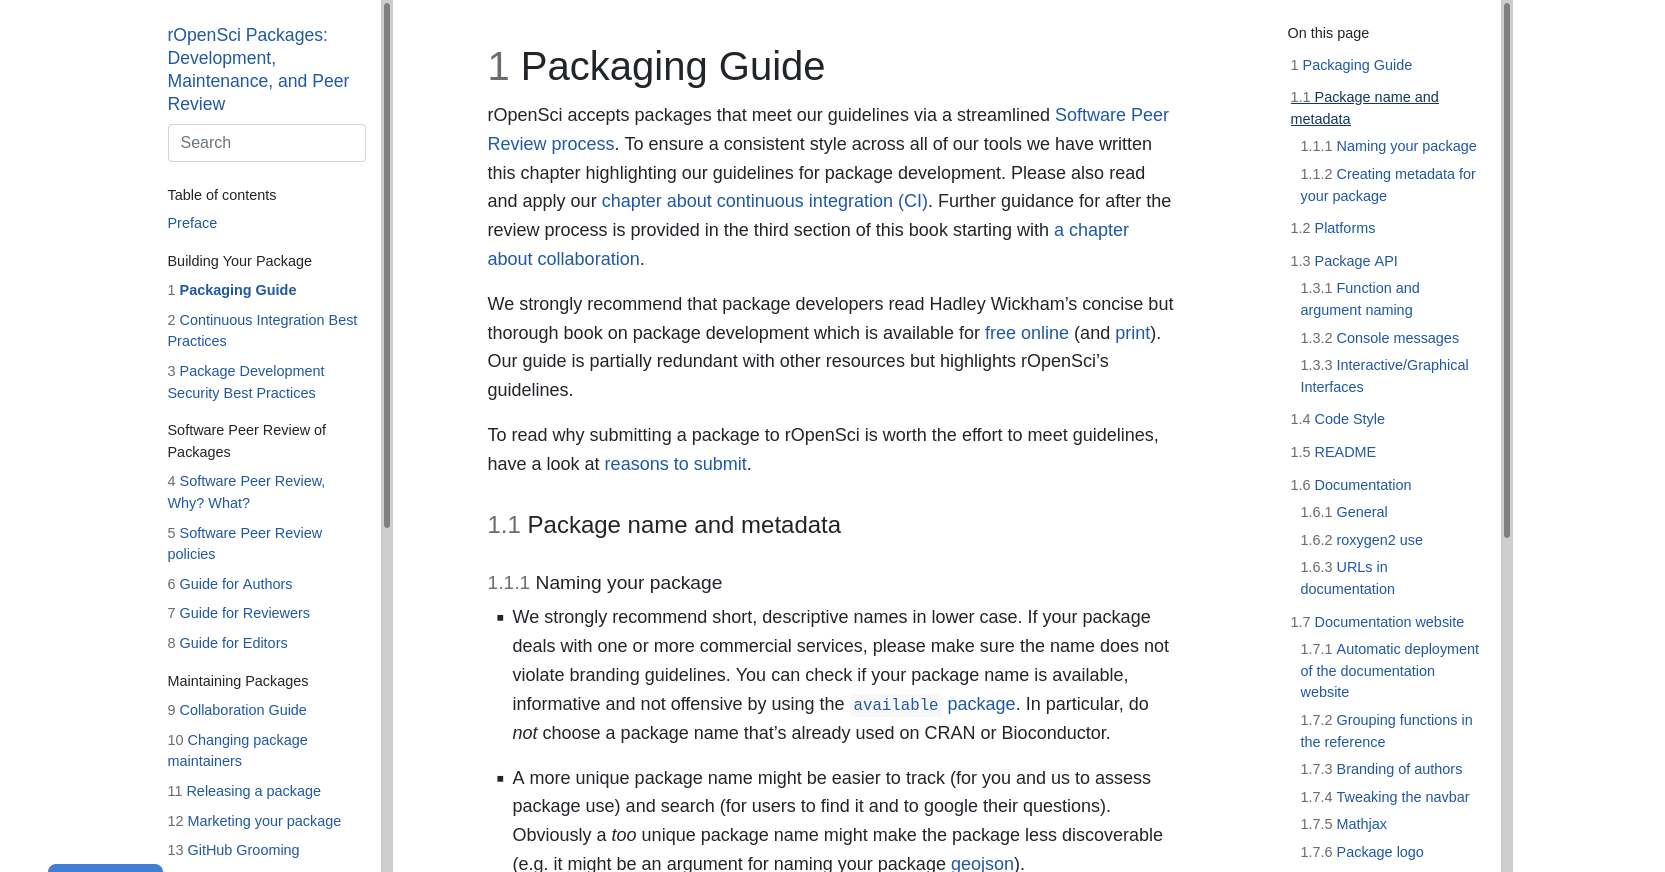 rOpenSci Packages:
Development,
Maintenance, and Peer
Review
Search
Table of contents
Preface
Building Your Package
1 Packaging Guide
2 Continuous Integration Best
Practices
3 Package Development
Security Best Practices
Software Peer Review of
Packages
4 Software Peer Review,
Why? What?
5 Software Peer Review
policies
6 Guide for Authors
7 Guide for Reviewers
8 Guide for Editors
Maintaining Packages
9 Collaboration Guide
10 Changing package
maintainers
11 Releasing a package
12 Marketing your package
13 GitHub Grooming
1 Packaging Guide
rOpenSci accepts packages that meet our guidelines via a streamlined Software Peer
Review process. To ensure a consistent style across all of our tools we have written
this chapter highlighting our guidelines for package development. Please also read
and apply our chapter about continuous integration (CI). Further guidance for after the
review process is provided in the third section of this book starting with a chapter
about collaboration.
We strongly recommend that package developers read Hadley Wickham’s concise but
thorough book on package development which is available for free online (and print).
Our guide is partially redundant with other resources but highlights rOpenSci’s
guidelines.
To read why submitting a package to rOpenSci is worth the effort to meet guidelines,
have a look at reasons to submit.
1.1 Package name and metadata
1.1.1 Naming your package
▪ We strongly recommend short, descriptive names in lower case. If your package
deals with one or more commercial services, please make sure the name does not
violate branding guidelines. You can check if your package name is available,
informative and not offensive by using the available package. In particular, do
not choose a package name that’s already used on CRAN or Bioconductor.
▪ A more unique package name might be easier to track (for you and us to assess
package use) and search (for users to find it and to google their questions).
Obviously a too unique package name might make the package less discoverable
(e.g. it might be an argument for naming your package geojson).
On this page
1 Packaging Guide
1.1 Package name and
metadata
1.1.1 Naming your package
1.1.2 Creating metadata for
your package
1.2 Platforms
1.3 Package API
1.3.1 Function and
argument naming
1.3.2 Console messages
1.3.3 Interactive/Graphical
Interfaces
1.4 Code Style
1.5 README
1.6 Documentation
1.6.1 General
1.6.2 roxygen2 use
1.6.3 URLs in
documentation
1.7 Documentation website
1.7.1 Automatic deployment
of the documentation
website
1.7.2 Grouping functions in
the reference
1.7.3 Branding of authors
1.7.4 Tweaking the navbar
1.7.5 Mathjax
1.7.6 Package logo